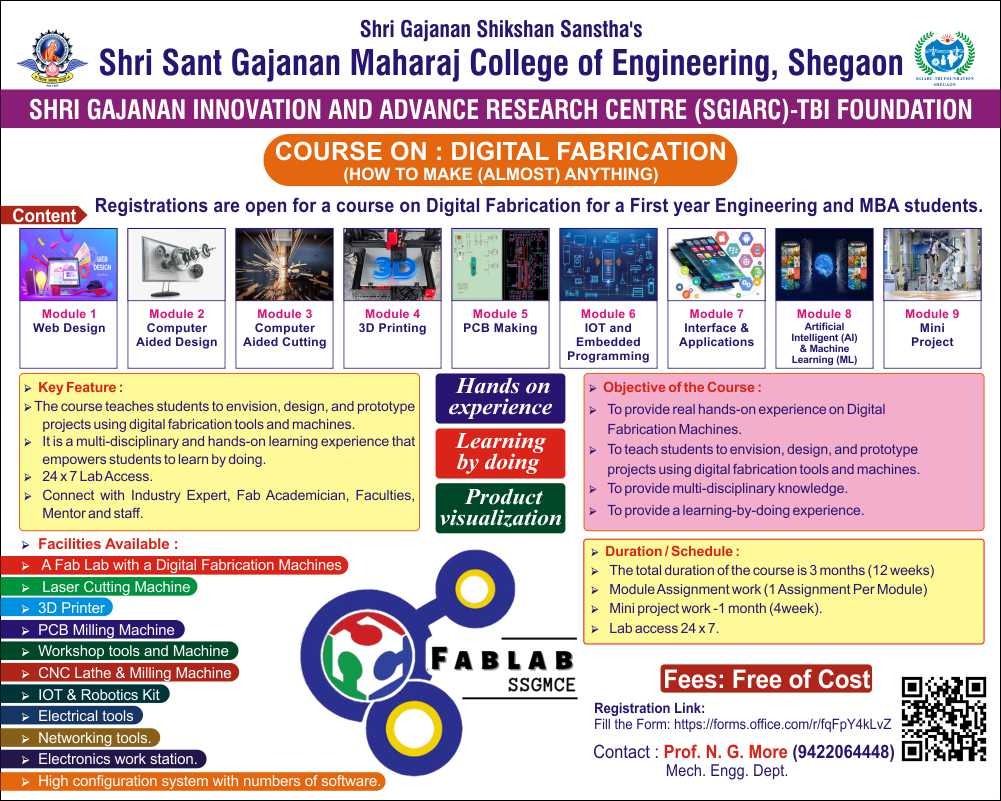 Shri Gajanan Shikshan Sanstha's
Shri Sant Gajanan Maharaj College of Engineering, Shegaon
SGIARC-TBI FOUNDATION
SHEGAON
SHRI GAJANAN INNOVATION AND ADVANCE RESEARCH CENTRE (SGIARC)-TBI FOUNDATION
COURSE ON : DIGITAL FABRICATION
(HOW TO MAKE (ALMOST) ANYTHING)
Content
Registrations are open for a course on Digital Fabrication for a First year Engineering and MBA students.
WEB
DESIGN
3D
Module 1
Web Design
Module 2
Computer
Aided Design
Module 3
Computer
Aided Cutting
Module 4
3D Printing
Module 5
PCB Making
Module 6
IOT and
Embedded
Programming
Module 7
Interface &
Applications
Module 8
Artificial
Intelligent (AI)
& Machine
Learning (ML)
Module 9
Mini
Project
Key Feature :
The course teaches students to envision, design, and prototype
projects using digital fabrication tools and machines.
It is a multi-disciplinary and hands-on learning experience that
empowers students to learn by doing.
24 x 7 Lab Access.
Connect with Industry Expert, Fab Academician, Faculties,
Mentor and staff.
Hands on
experience
Learning
by doing
Product
visualization
Objective of the Course :
To provide real hands-on experience on Digital
Fabrication Machines.
To teach students to envision, design, and prototype
projects using digital fabrication tools and machines.
To provide multi-disciplinary knowledge.
To provide a learning-by-doing experience.
Facilities Available :
A Fab Lab with a Digital Fabrication Machines
Laser Cutting Machine
3D Printer
PCB Milling Machine
Workshop tools and Machine
CNC Lathe & Milling Machine
IOT & Robotics Kit
Electrical tools
Networking tools.
Electronics work station.
High configuration system with numbers of software.
FABLAB
SSGMCE
Duration / Schedule :
The total duration of the course is 3 months (12 weeks)
Module Assignment work (1 Assignment Per Module)
Mini project work -1 month (4week).
Lab access 24 x 7.
Fees: Free of Cost
Registration Link:
Fill the Form: https://forms.office.com/r/fqFpY4kLvZ
Contact : Prof. N. G. More (9422064448)
Mech. Engg. Dept.